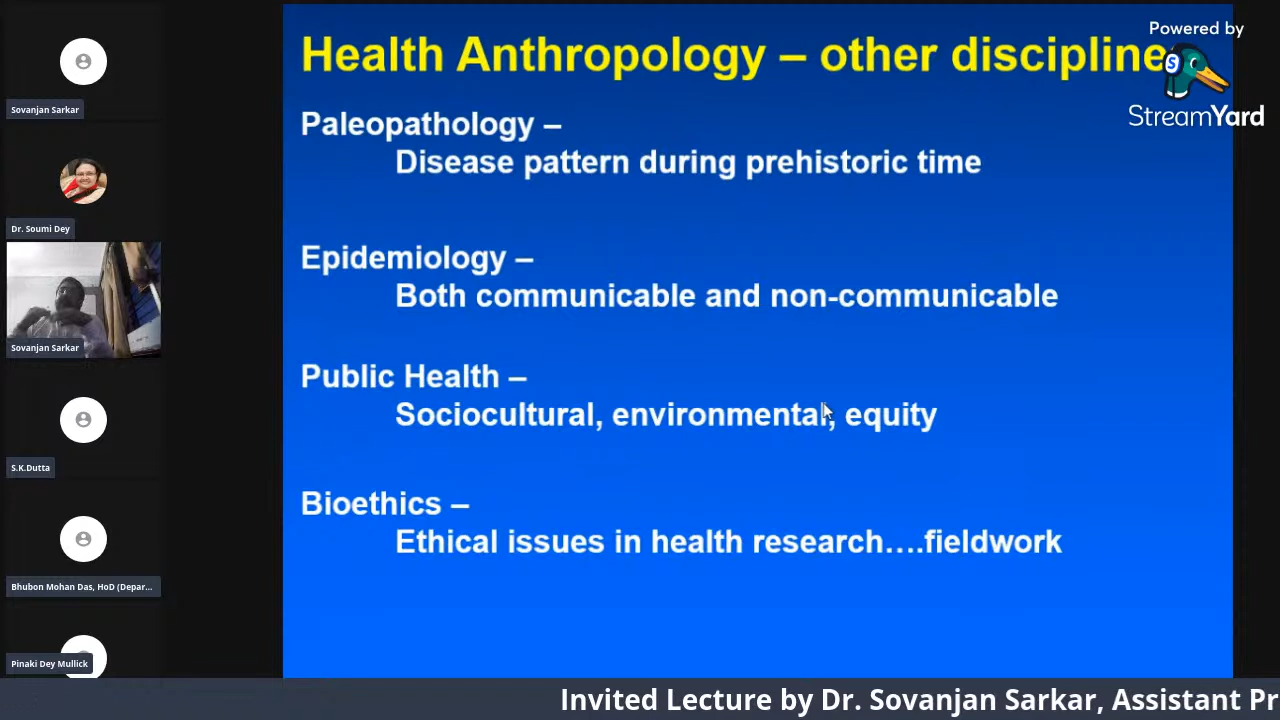 Health Anthropology – other discipline
Paleopathology –
Disease pattern during prehistoric time
Epidemiology –
Both communicable and non-communicable
Public Health –
Sociocultural, environmental, equity
Bioethics –
Ethical issues in health research….fieldwork
Powered by
StreamYard
Sovanjan Sarkar
Dr. Soumi Dey
Sovanjan Sarkar
S.K.Dutta
Bhubon Mohan Das, HoD (Depar...
Pinaki Dey Mullick
Invited Lecture by Dr. Sovanjan Sarkar, Assistant Pr